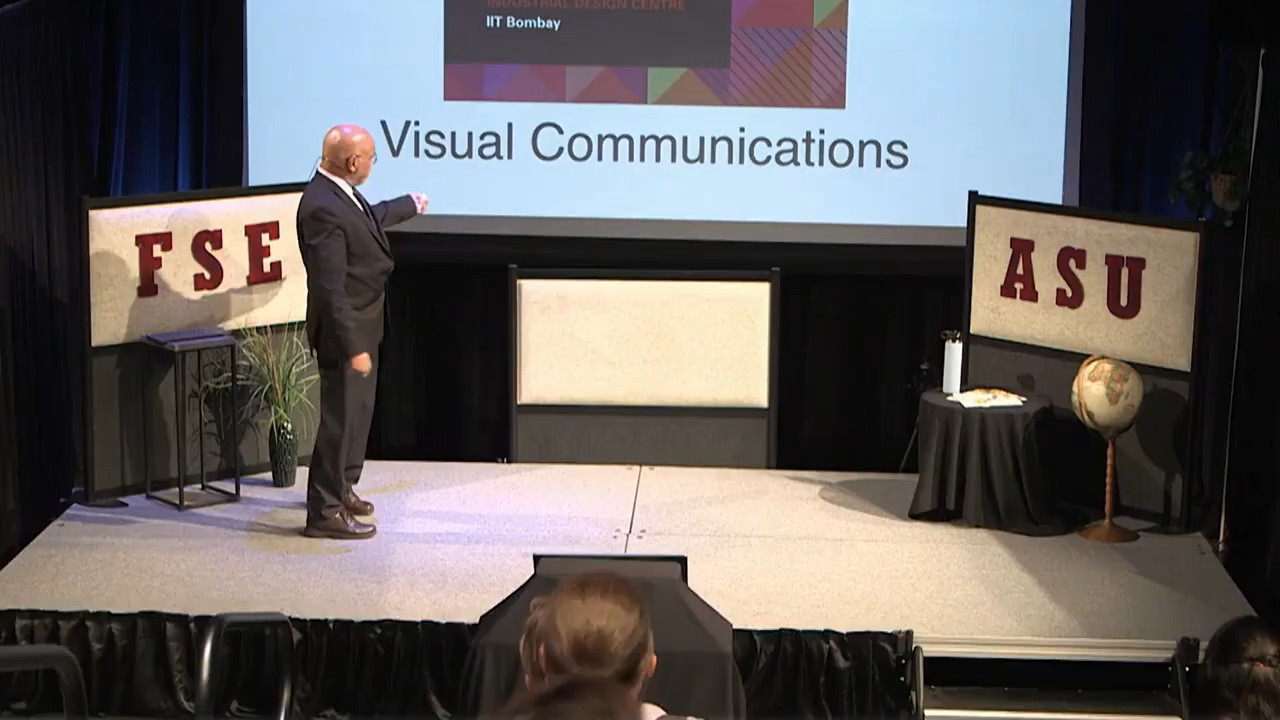 INDUSTRIAL DESIGN CENTRE
IIT Bombay
Visual Communications
FSE
ASU